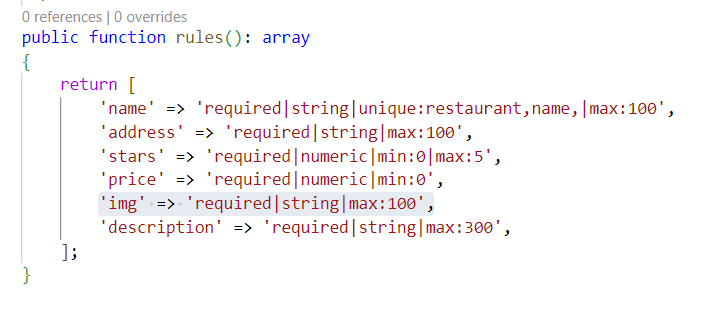 0 references | 0 overrides
public function rules(): array
{
    return [
        'name' => 'required|string|unique:restaurant,name,|max:100',
        'address' => 'required|string|max:100',
        'stars' => 'required|numeric|min:0|max:5',
        'price' => 'required|numeric|min:0',
        'img' => 'required|string|max:100',
        'description' => 'required|string|max:300',
    ];
}